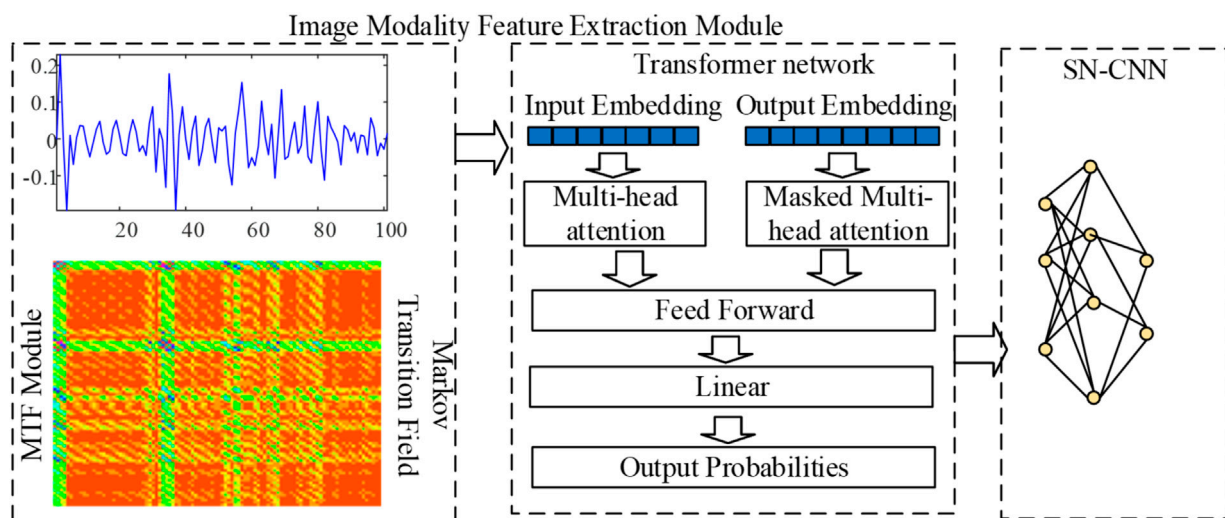 Image Modality Feature Extraction Module
0.2
0.1
0
-0.1
20 40 60 80 100
MTF Module
Markov
Transition Field
Transformer network
Input Embedding
Output Embedding
Multi-head
attention
Masked Multi-
head attention
Feed Forward
Linear
Output Probabilities
SN-CNN